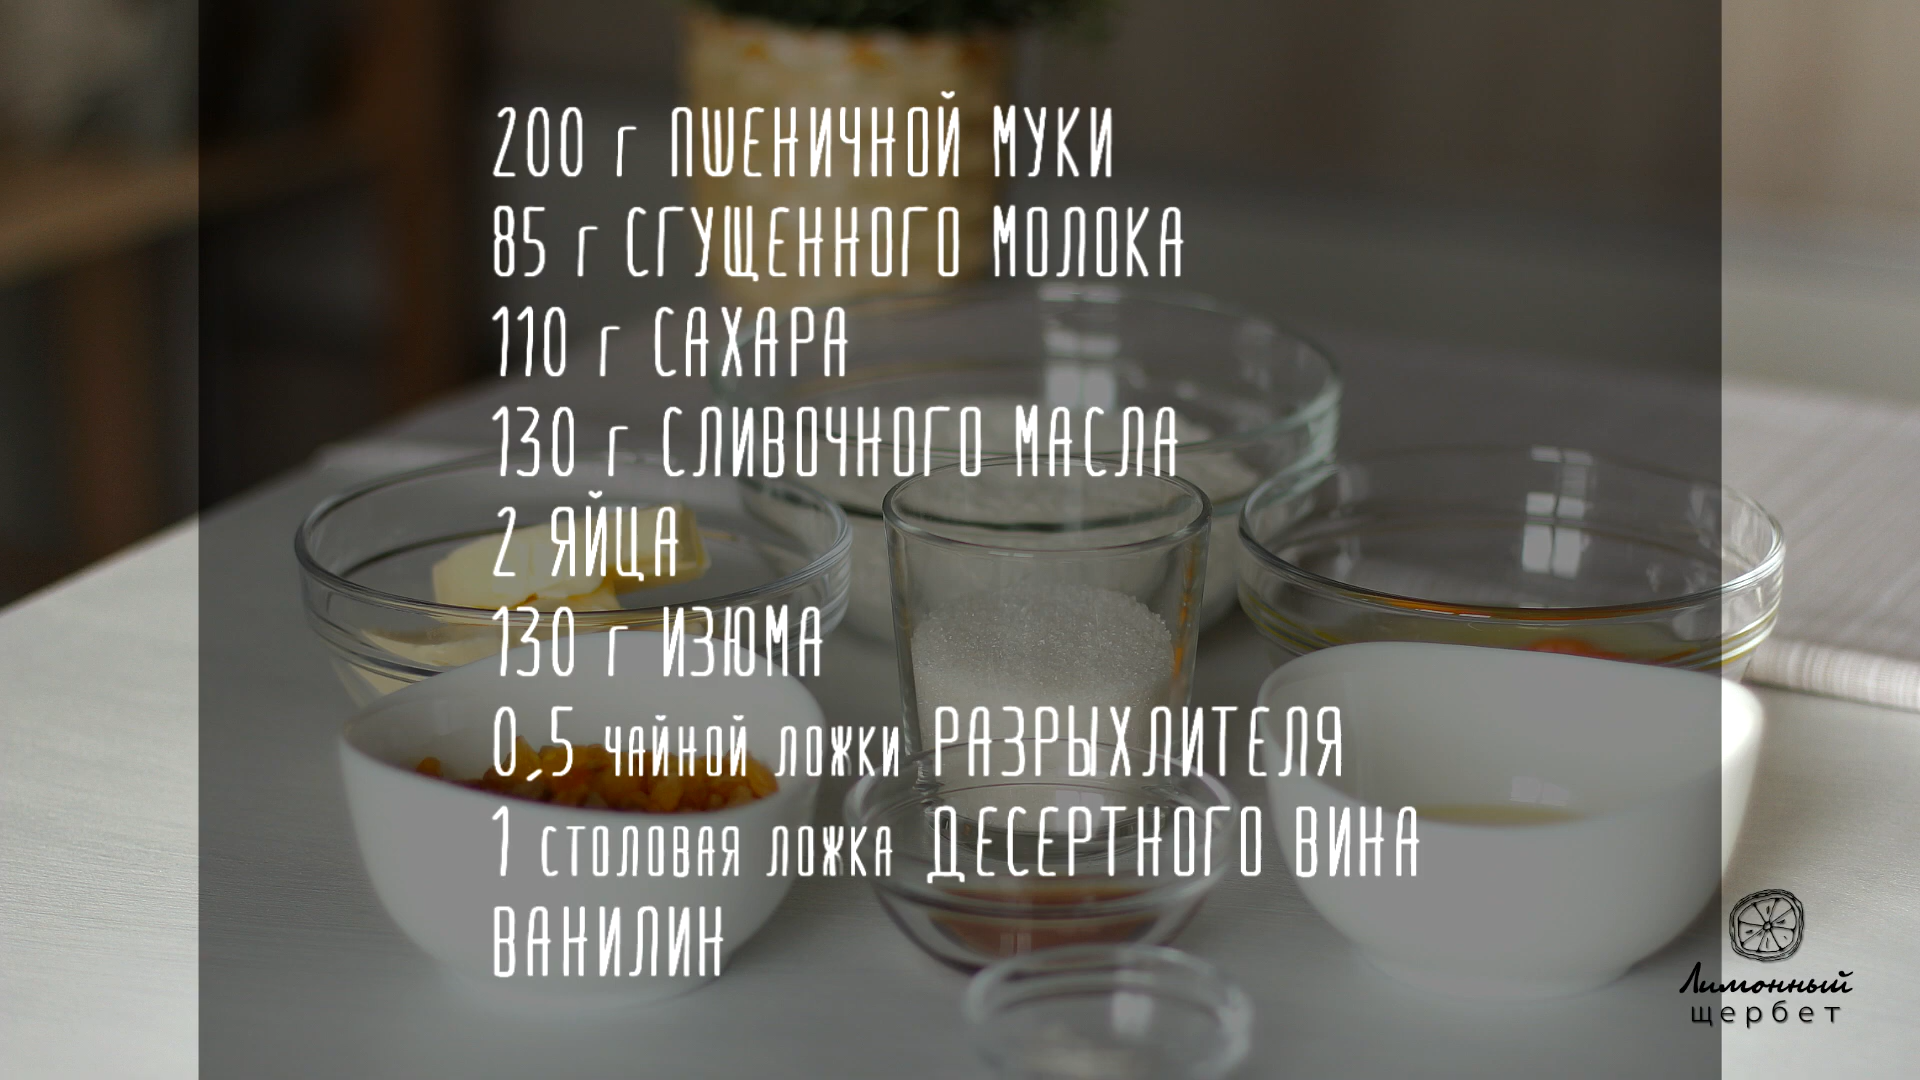 200 г ПШЕНИЧНОЙ МУКИ
85 г СГУЩЕННОГО МОЛОКА
110 г САХАРА
130 г СЛИВОЧНОГО МАСЛА
2 ЯЙЦА
130 г ИЗЮМА
0,5 чайной ложки РАЗРЫХЛИТЕЛЯ
1 столовая ложка ДЕСЕРТНОГО ВИНА
ВАНИЛИН
Лимонный
щербет